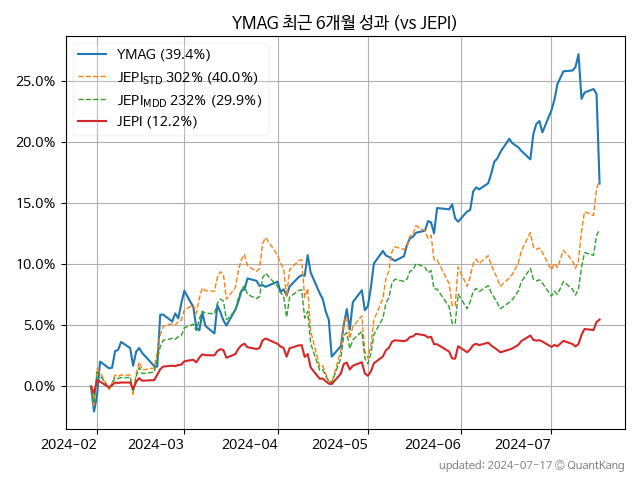 YMAG 최근 6개월 성과 (vs JEPI)
YMAG (39.4%)
JEPI_STD 302% (40.0%)
JEPI_MDD 232% (29.9%)
JEPI (12.2%)
25.0%
20.0%
15.0%
10.0%
5.0%
0.0%
2024-02 2024-03 2024-04 2024-05 2024-06 2024-07
updated: 2024-07-17 © QuantKang